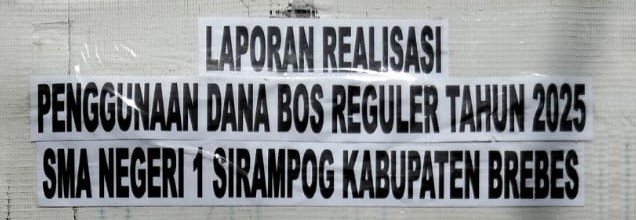 LAPORAN REALISASI
PENGGUNAAN DANA BOS REGULER TAHUN 2025
SMA NEGERI 1 SIRAMPOG KABUPATEN BREBES